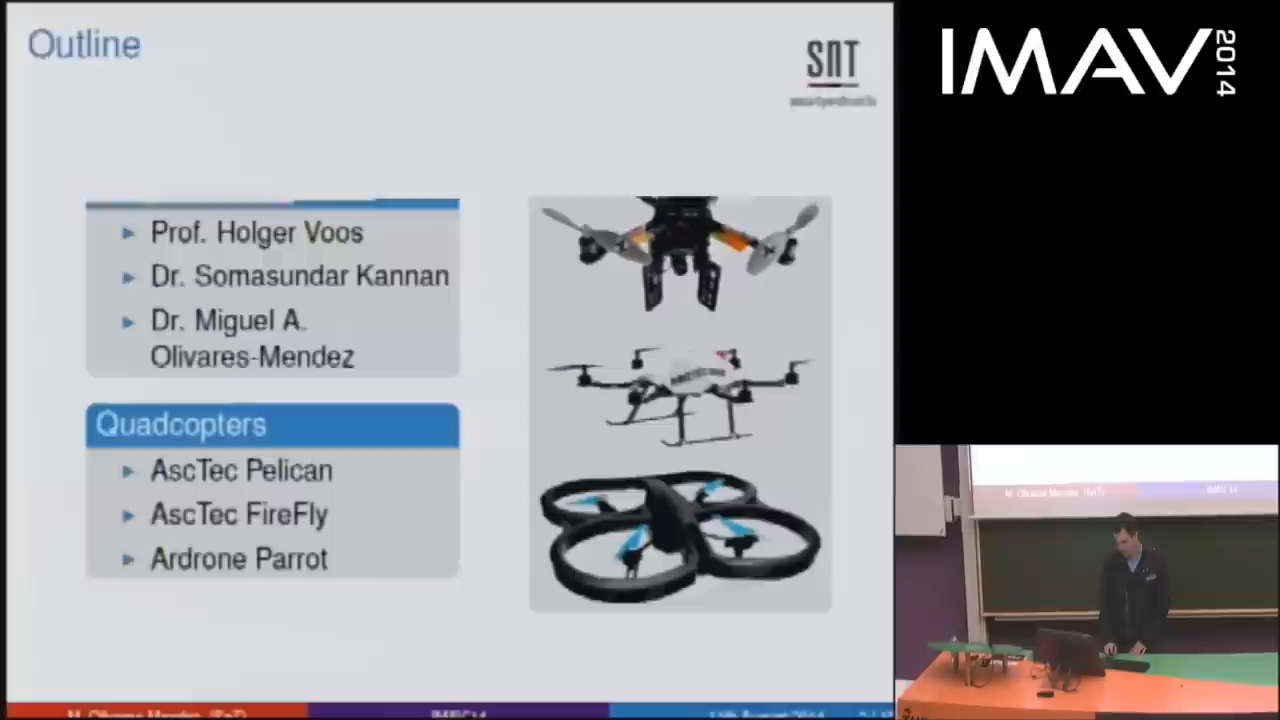 Outline
SNT
IMAV 2014
Prof. Holger Voos
Dr. Somasundar Kannan
Dr. Miguel A.
Olivares-Mendez
Quadcopters
AscTec Pelican
AscTec FireFly
Ardrone Parrot